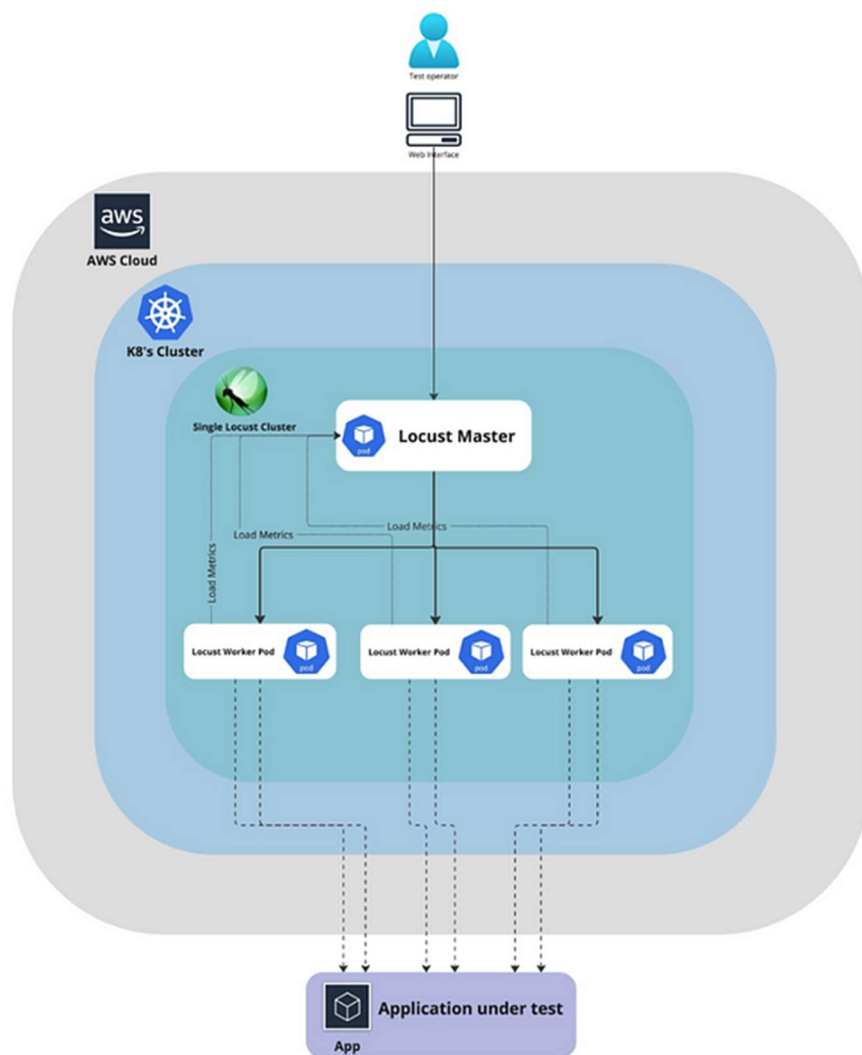 Test operator
Web Interface
aws
AWS Cloud
K8's Cluster
Single Locust Cluster
pod
Locust Master
Load Metrics
Load Metrics
Load Metrics
Locust Worker Pod
pod
Locust Worker Pod
pod
Locust Worker Pod
pod
Application under test
App